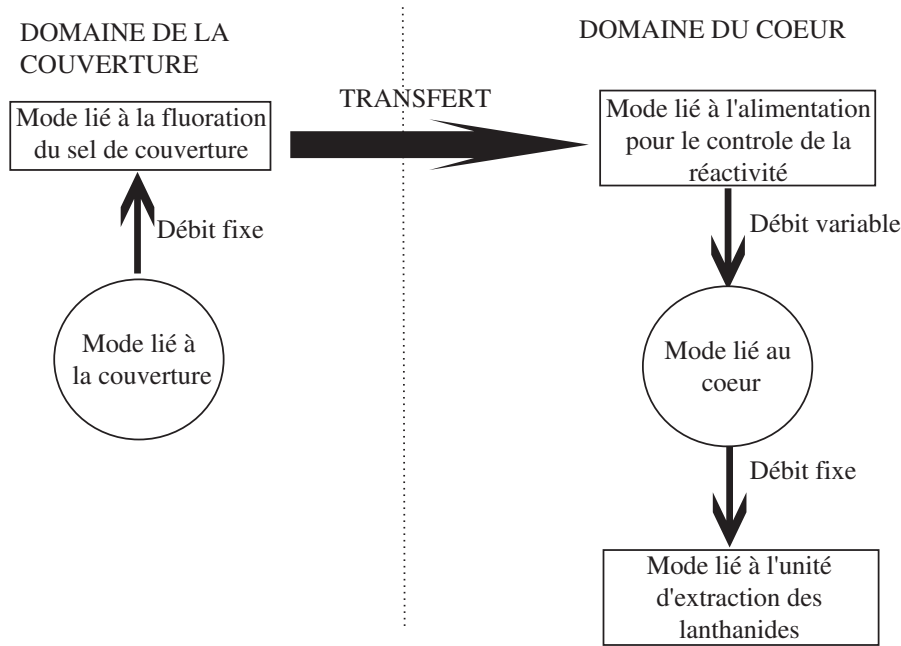 DOMAINE DE LA
COUVERTURE
Mode lié à la fluoration
du sel de couverture
Débit fixe
Mode lié à
la couverture
TRANSFERT
DOMAINE DU COEUR
Mode lié à l'alimentation
pour le controle de la
réactivité
Débit variable
Mode lié au
coeur
Débit fixe
Mode lié à l'unité
d'extraction des
lanthanides